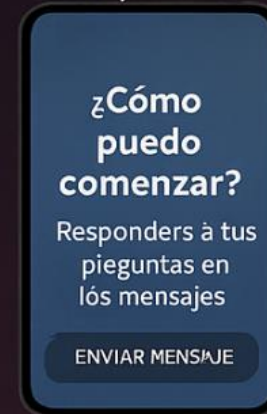 ¿Cómo
puedo
comenzar?
Responders à tus
pieguntas en
lós mensajes
ENVIAR MENSAJE